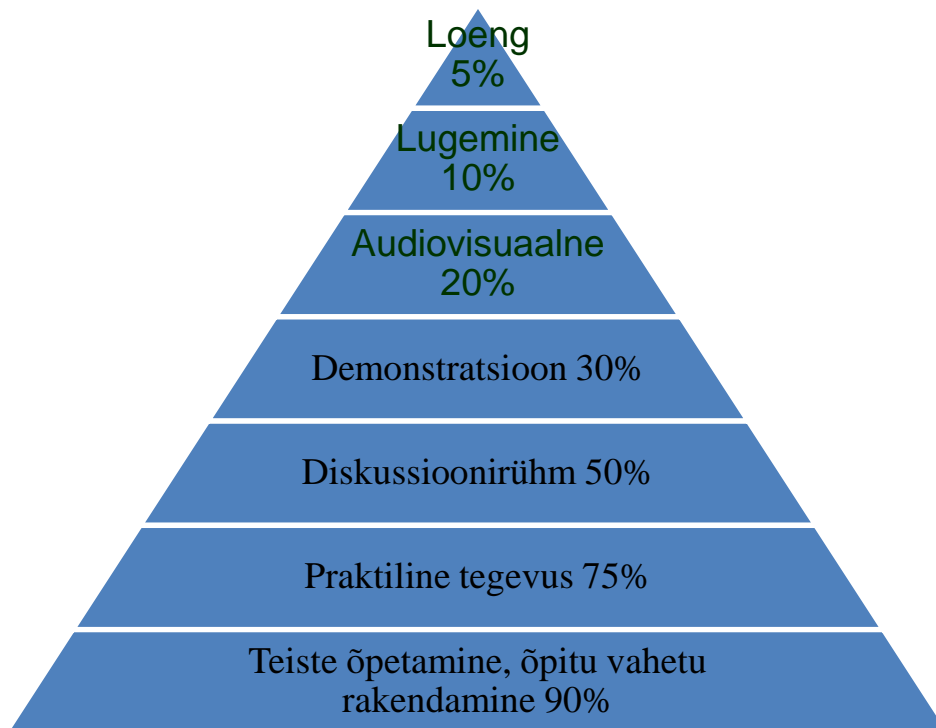 Loeng
5%
Lugemine
10%
Audiovisuaalne
20%
Demonstratsioon 30%
Diskussioonirühm 50%
Praktiline tegevus 75%
Teiste õpetamine, õpitu vahetu
rakendamine 90%